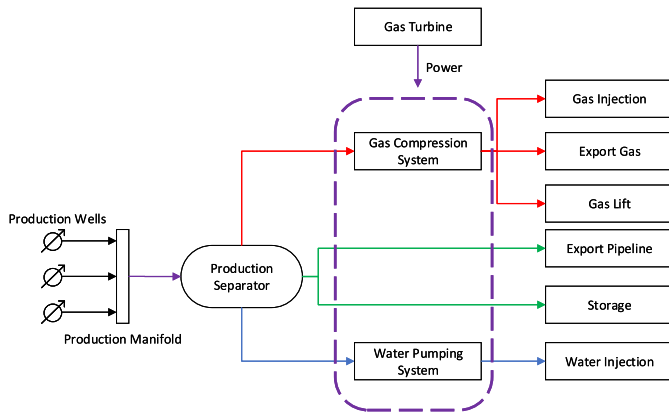 Gas Turbine
Power
Gas Injection
Gas Compression
System
Export Gas
Gas Lift
Production Wells
Export Pipeline
Production
Separator
Storage
Production Manifold
Water Pumping
System
Water Injection